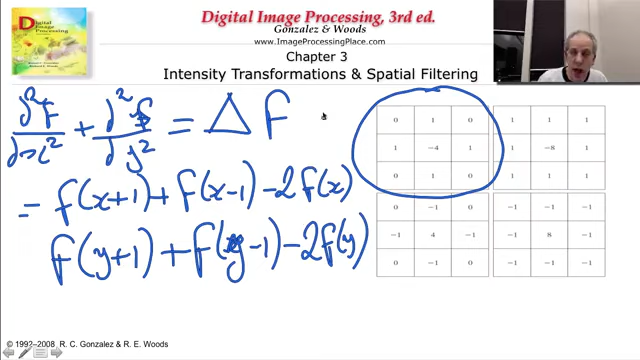 Digital Image Processing, 3rd ed.
Gonzalez & Woods
www.ImageProcessingPlace.com
Chapter 3
Intensity Transformations & Spatial Filtering
∂²f/∂x² + ∂²f/∂y² = Δ f
= f(x+1) + f(x-1) - 2f(x)
f(y+1) + f(y-1) - 2f(y)
0 1 0 1 1 1
1 -4 1 1 -8 1
0 1 0 1 1 1
0 -1 0 -1 -1 -1
-1 4 -1 -1 8 -1
0 -1 0 -1 -1 -1
© 1992–2008 R. C. Gonzalez & R. E. Woods